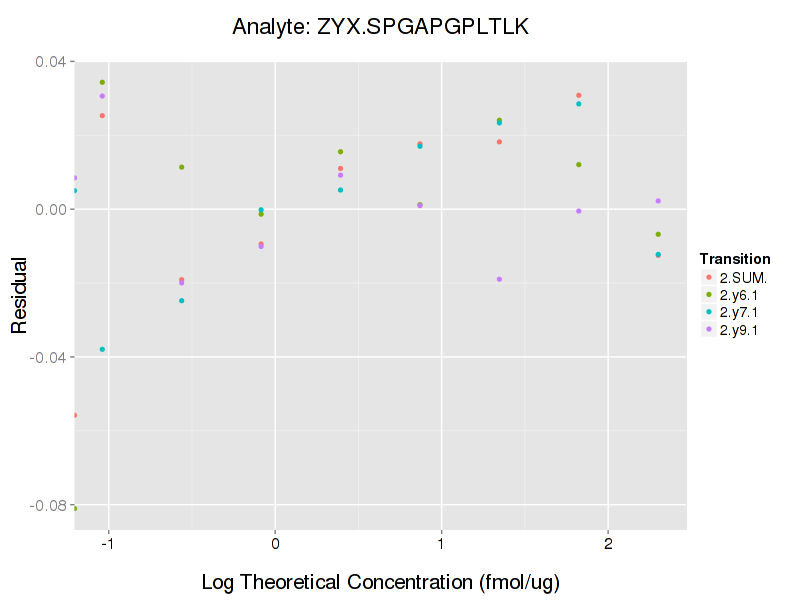 Analyte: ZYX.SPGAPGPLTLK
0.04
0.00
-0.04
-0.08
Residual
-1
0
1
2
Log Theoretical Concentration (fmol/ug)
Transition
2.SUM.
2.y6.1
2.y7.1
2.y9.1